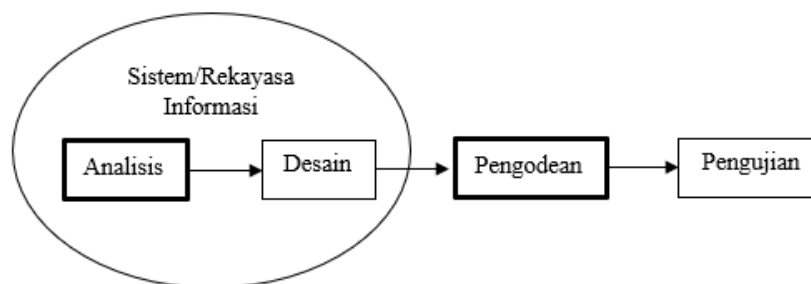 Sistem/Rekayasa
Informasi
Analisis
Desain
Pengodean
Pengujian